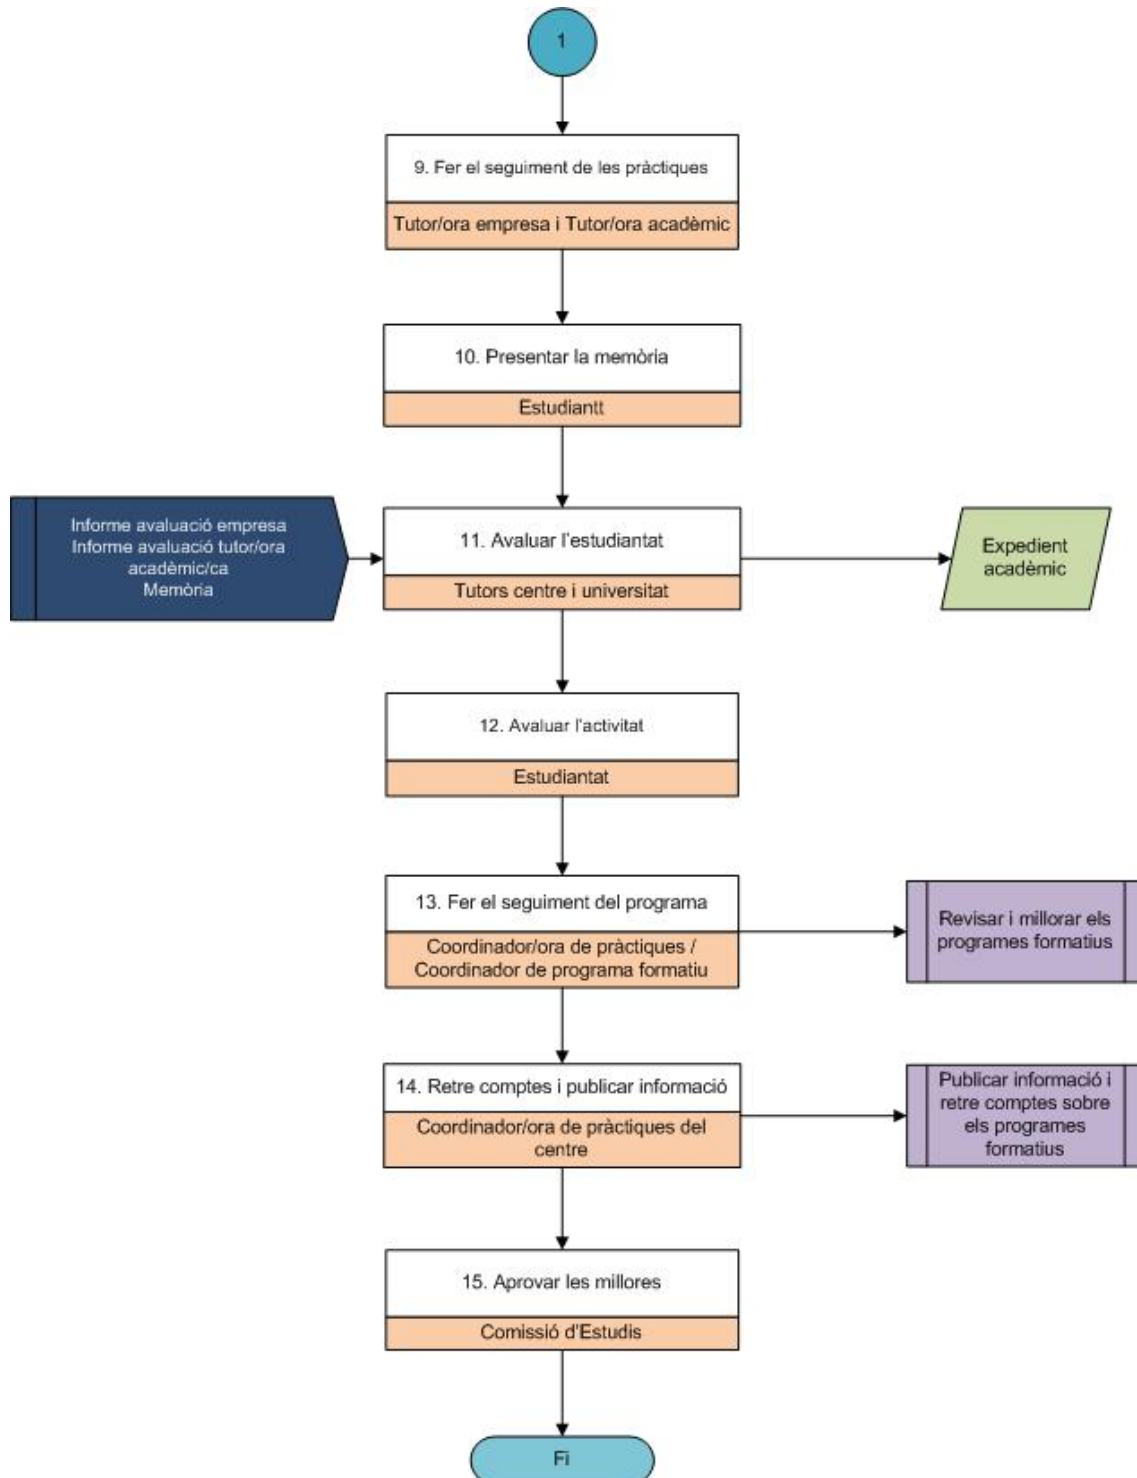 1
9. Fer el seguiment de les pràctiques
Tutor/ora empresa i Tutor/ora acadèmic
10. Presentar la memòria
Estudiantt
Informe avaluació empresa
Informe avaluació tutor/ora
acadèmic/ca
Memòria
11. Avaluar l'estudiantat
Tutors centre i universitat
Expedient
acadèmic
12. Avaluar l'activitat
Estudiantat
13. Fer el seguiment del programa
Coordinador/ora de pràctiques /
Coordinador de programa formatiu
Revisar i millorar els
programes formatius
14. Retre comptes i publicar informació
Coordinador/ora de pràctiques del
centre
Publicar informació i
retre comptes sobre
els programes
formatius
15. Aprovar les millores
Comissió d'Estudis
Fi